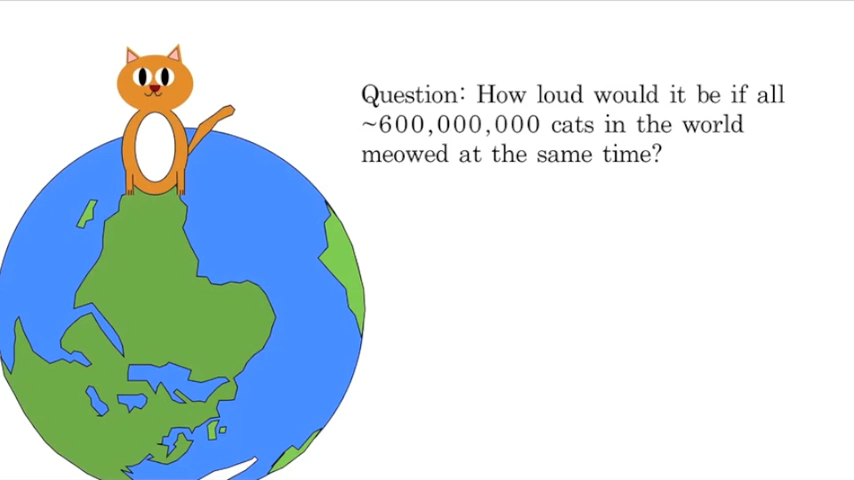 Question: How loud would it be if all
~600,000,000 cats in the world
meowed at the same time?